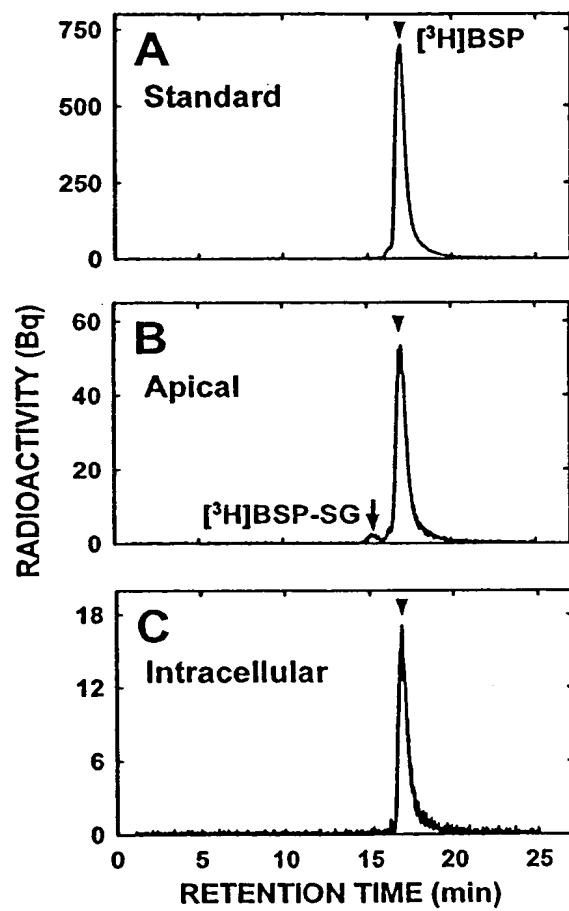 750
A
[³H]BSP
Standard
500
250
0
60
B
Apical
40
20
[³H]BSP-SG
0
18
C
Intracellular
12
6
0
0 5 10 15 20 25
RETENTION TIME (min)
RADIOACTIVITY (Bq)